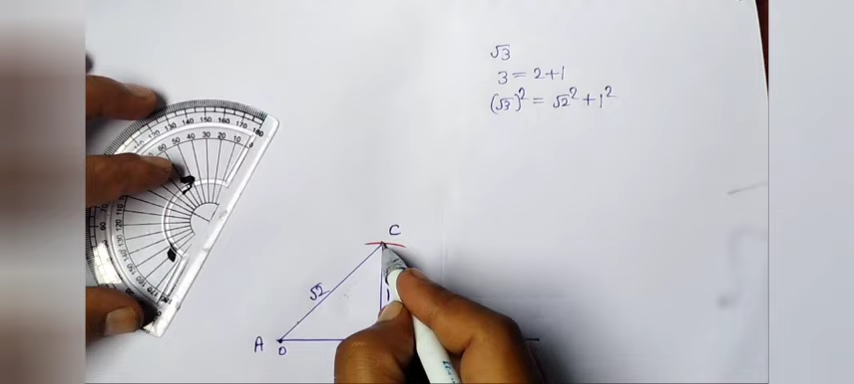 √3
3 = 2+1
(√3)² = √2² + 1²
C
√2
1
A
0